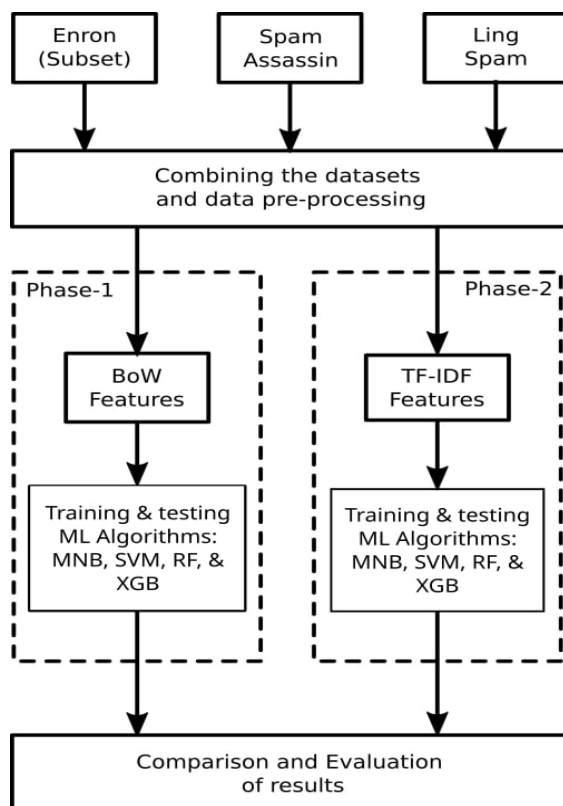 Enron
(Subset)
Spam
Assassin
Ling
Spam
Combining the datasets
and data pre-processing
Phase-1
BoW
Features
Training & testing
ML Algorithms:
MNB, SVM, RF, &
XGB
Phase-2
TF-IDF
Features
Training & testing
ML Algorithms:
MNB, SVM, RF, &
XGB
Comparison and Evaluation
of results